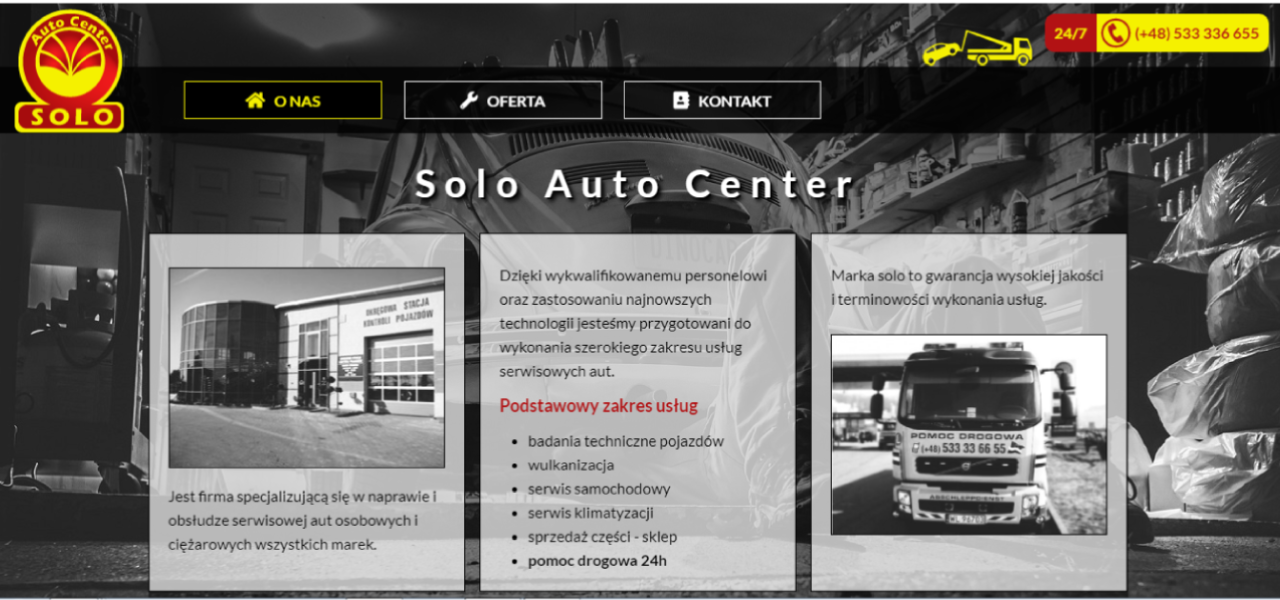 Auto Center
SOLO
24/7 (+48) 533 336 655
O NAS
OFERTA
KONTAKT
Solo Auto Center
OKRĘGOWA STACJA
KONTROLI POJAZDÓW
Jest firma specjalizującą się w naprawie i
obsłudze serwisowej aut osobowych i
ciężarowych wszystkich marek.
Dzięki wykwalifikowanemu personelowi
oraz zastosowaniu najnowszych
technologii jesteśmy przygotowani do
wykonania szerokiego zakresu usług
serwisowych aut.
Podstawowy zakres usług
• badania techniczne pojazdów
• wulkanizacja
• serwis samochodowy
• serwis klimatyzacji
• sprzedaż części - sklep
• pomoc drogowa 24h
Marka solo to gwarancja wysokiej jakości
i terminowości wykonania usług.
POMOC DROGOWA
(+48) 533 33 66 55
ABSCHLEPPDIENST